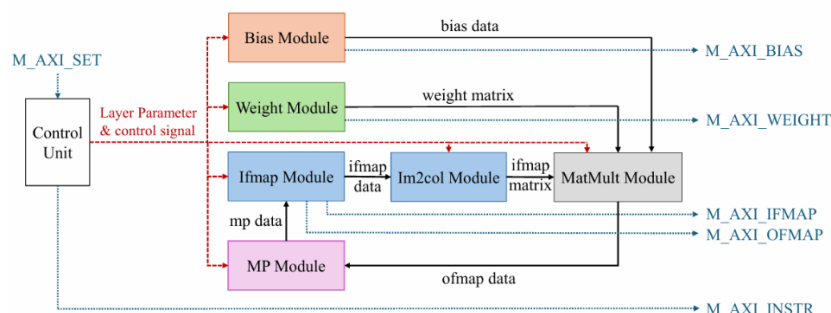 Bias Module
bias data
M_AXI_SET
M_AXI_BIAS
Weight Module
weight matrix
Layer Parameter
& control signal
M_AXI_WEIGHT
Control
Unit
Ifmap Module
ifmap
data
Im2col Module
ifmap
matrix
MatMult Module
mp data
M_AXI_IFMAP
M_AXI_OFMAP
MP Module
ofmap data
M_AXI_INSTR